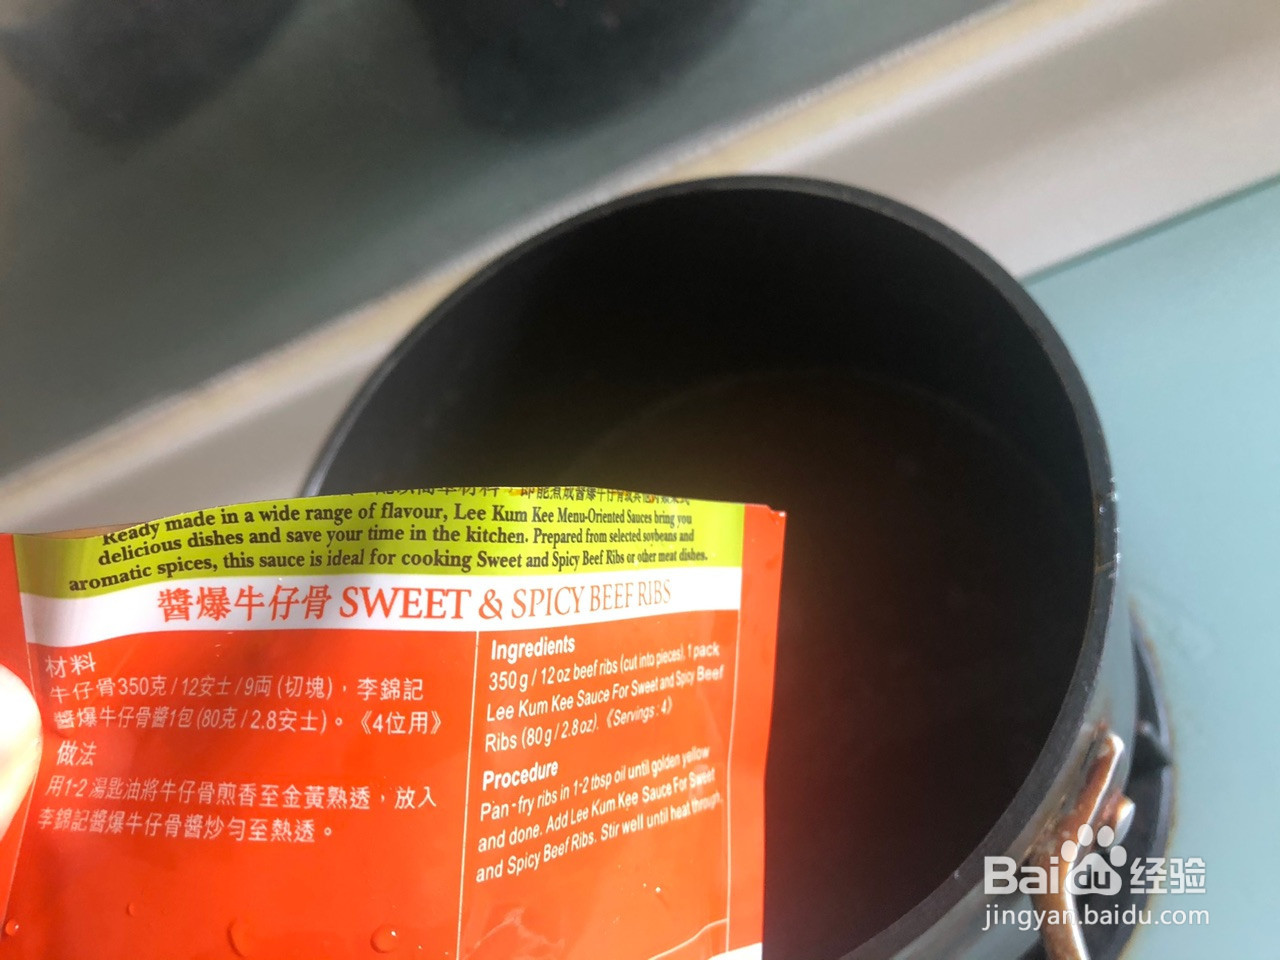 Ready made in a wide range of flavour, Lee Kum Kee Menu-Oriented Sauces bring you
delicious dishes and save your time in the kitchen. Prepared from selected soybeans and
aromatic spices, this sauce is ideal for cooking Sweet and Spicy Beef Ribs or other meat dishes.
醬爆牛仔骨 SWEET & SPICY BEEF RIBS
材料
牛仔骨350克/12安士/9両(切塊)，李錦記
醬爆牛仔骨醬1包(80克/2.8安士)。《4位用》
做法
用1-2湯匙油將牛仔骨煎香至金黃熟透，放入
李錦記醬爆牛仔骨醬炒勻至熱透。
Ingredients
350g/12oz beef ribs (cut into pieces), 1 pack
Lee Kum Kee Sauce For Sweet and Spicy Beef
Ribs (80g/2.8oz).《Servings: 4》
Procedure
Pan-fry ribs in 1-2 tbsp oil until golden yellow
and done. Add Lee Kum Kee Sauce For Sweet
and Spicy Beef Ribs. Stir well until heat through.
Bai du 经验
jingyan.baidu.com